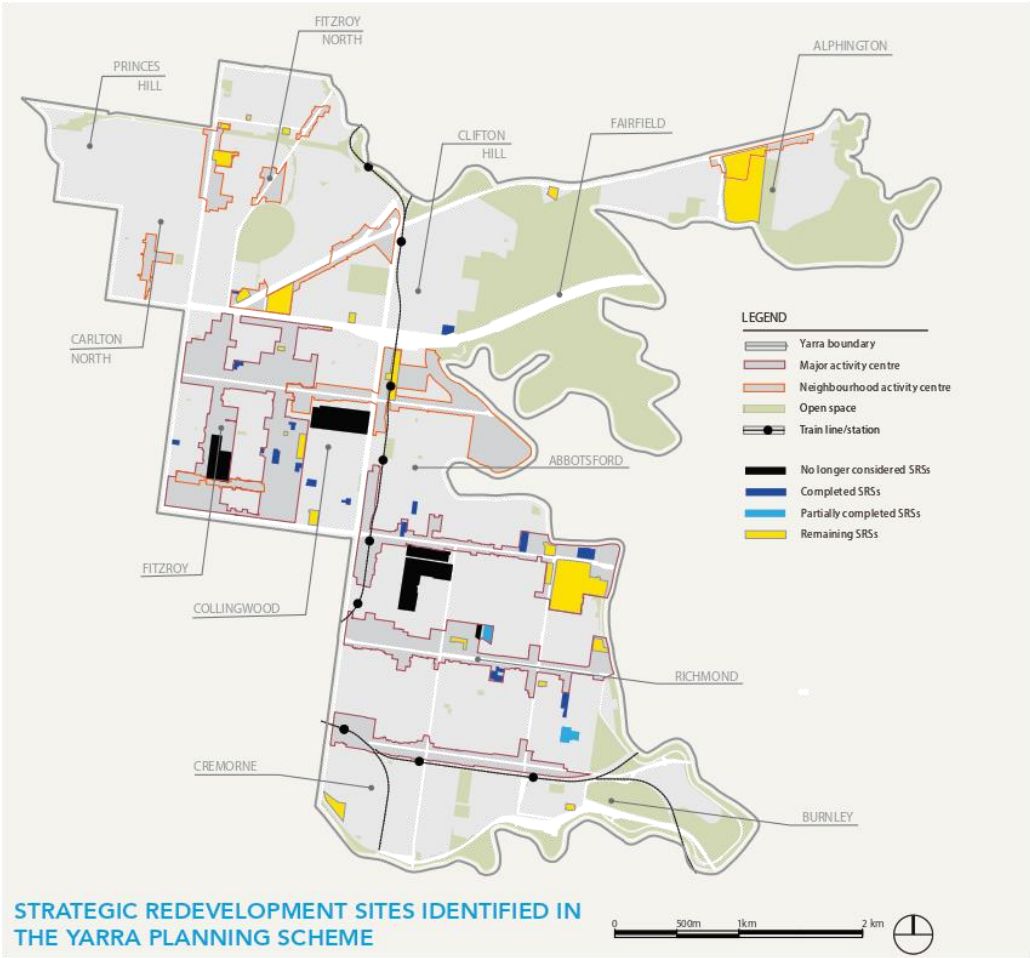 FITZROY
NORTH
PRINCES
HILL
ALPHINGTON
CLIFTON
HILL
FAIRFIELD
CARLTON
NORTH
LEGEND
Yarra boundary
Major activity centre
Neighbourhood activity centre
Open space
Train line/station
No longer considered SRSs
Completed SRSs
Partially completed SRSs
Remaining SRSs
ABBOTSFORD
FITZROY
COLLINGWOOD
RICHMOND
CREMORNE
BURNLEY
STRATEGIC REDEVELOPMENT SITES IDENTIFIED IN
THE YARRA PLANNING SCHEME
0 500m 1km 2 km